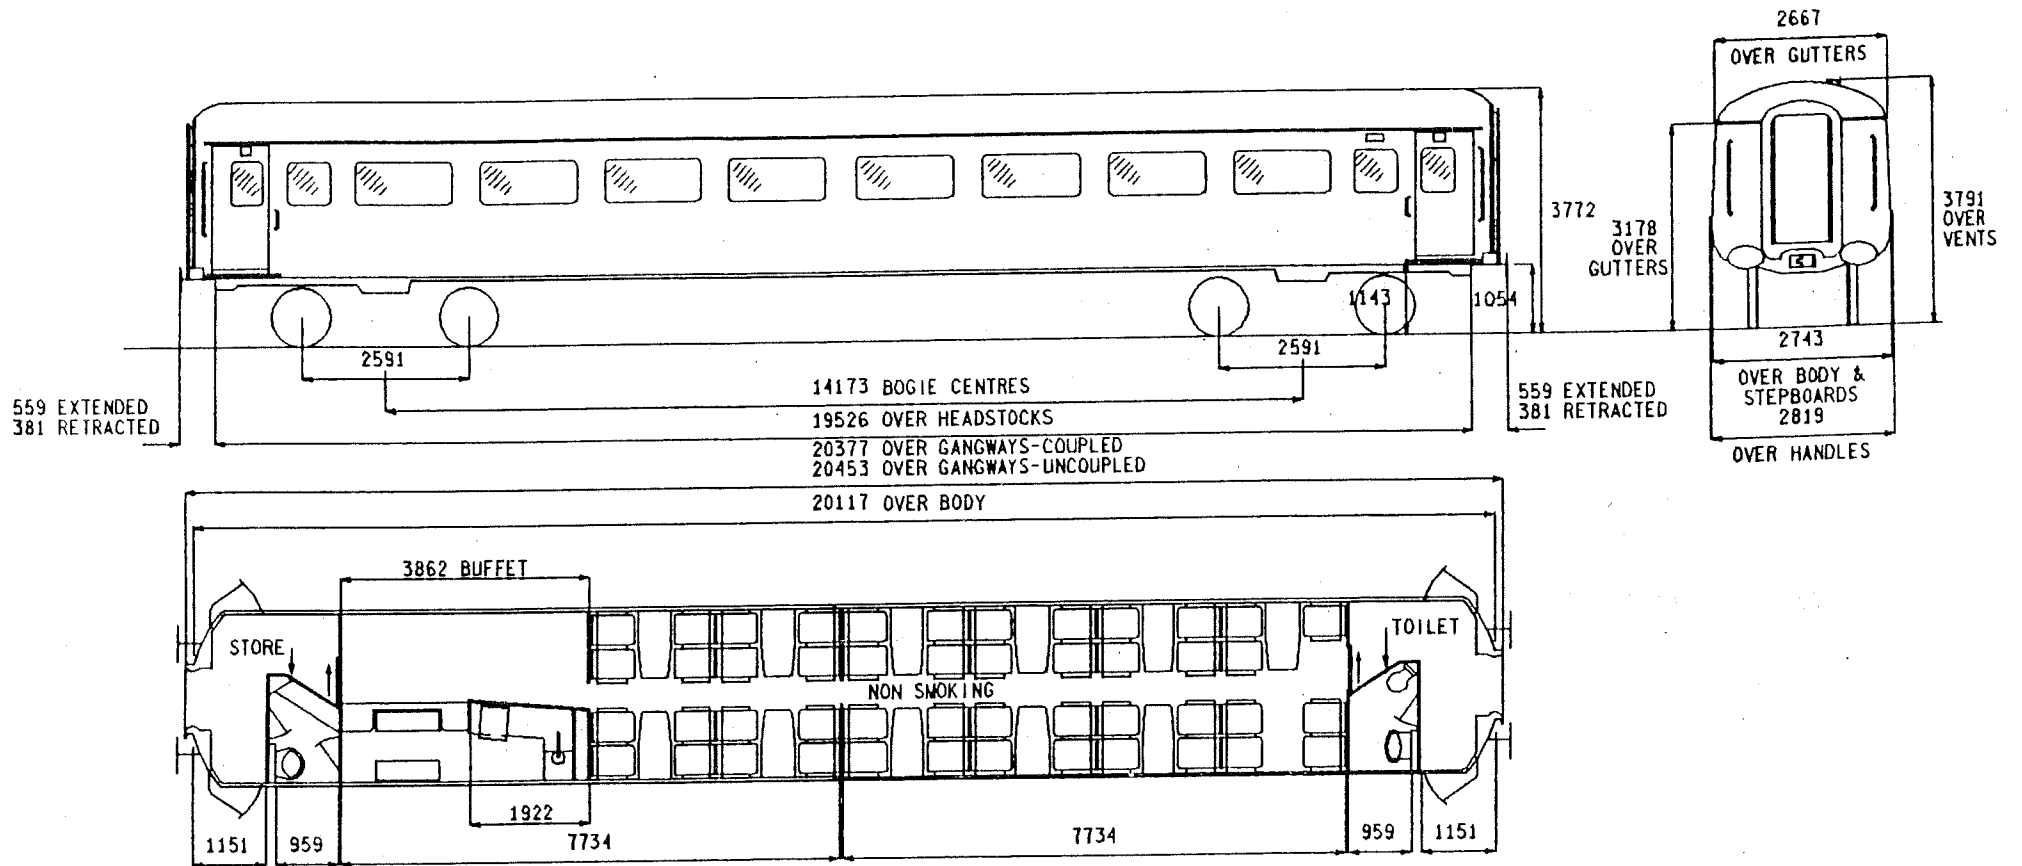 2667
OVER GUTTERS
3772
3178
OVER
GUTTERS
3791
OVER
VENTS
1143
1054
2591
2591
2743
OVER BODY &
STEPBOARDS
2819
OVER HANDLES
14173 BOGIE CENTRES
559 EXTENDED
381 RETRACTED
559 EXTENDED
381 RETRACTED
19526 OVER HEADSTOCKS
20377 OVER GANGWAYS-COUPLED
20453 OVER GANGWAYS-UNCOUPLED
20117 OVER BODY
3862 BUFFET
STORE
TOILET
NON SMOKING
1922
1151
959
7734
7734
959
1151